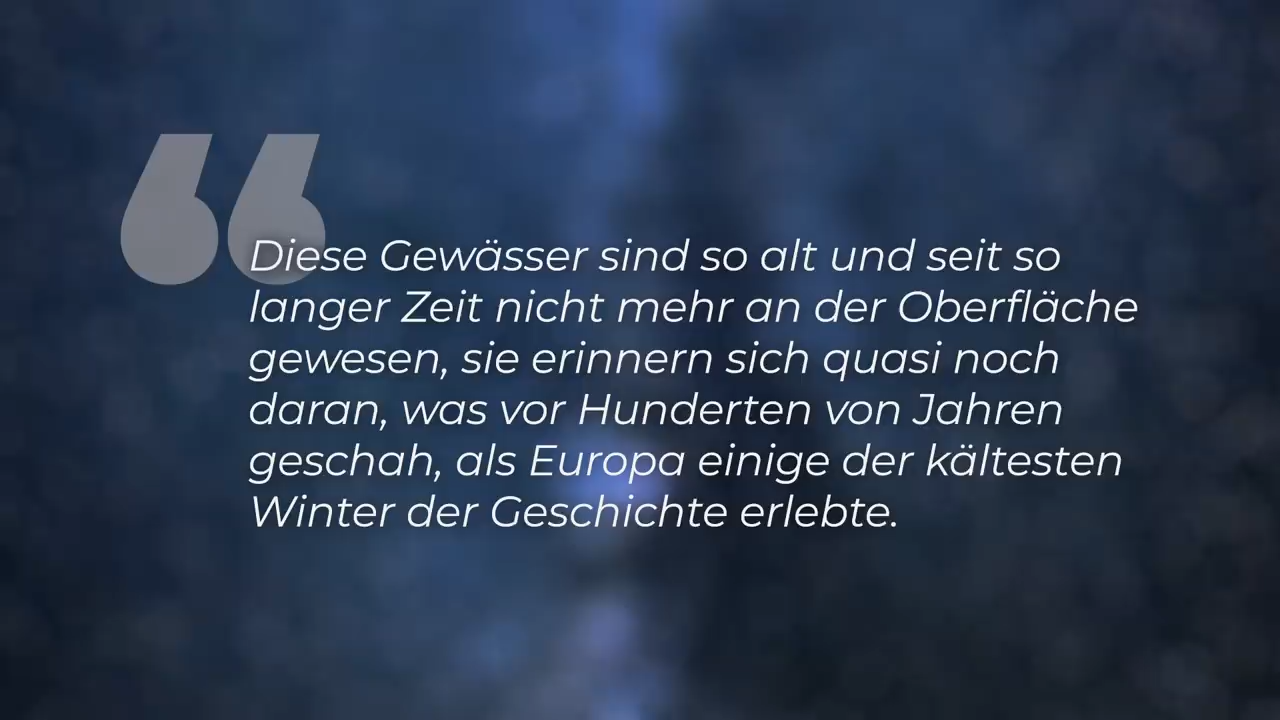 “
Diese Gewässer sind so alt und seit so
langer Zeit nicht mehr an der Oberfläche
gewesen, sie erinnern sich quasi noch
daran, was vor Hunderten von Jahren
geschah, als Europa einige der kältesten
Winter der Geschichte erlebte.